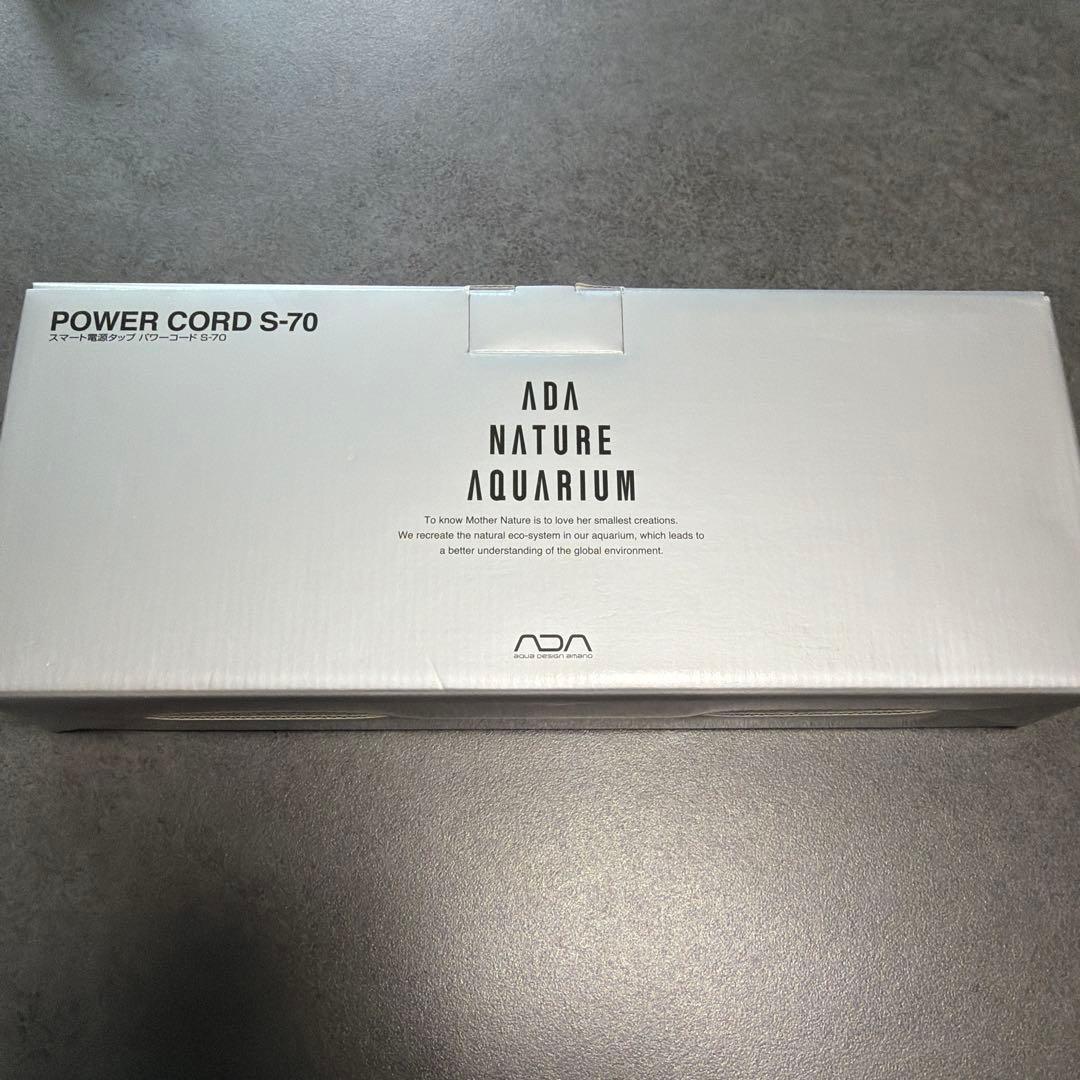 POWER CORD S-70
スマート電源タップ パワーコード S-70
ADA
NATURE
AQUARIUM
To know Mother Nature is to love her smallest creations.
We recreate the natural eco-system in our aquarium, which leads to
a better understanding of the global environment.
ADA
aqua design amano